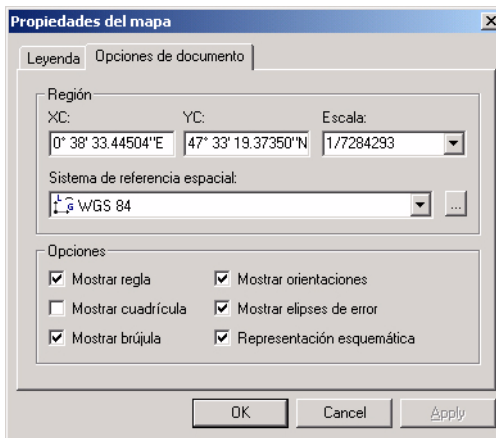 Propiedades del mapa
Leyenda Opciones de documento
Región
XC: YC: Escala:
0° 38' 33.44504"E 47° 33' 19.37350"N 1/7284293
Sistema de referencia espacial:
L G WGS 84 ...
Opciones
Mostrar regla Mostrar orientaciones
Mostrar cuadrícula Mostrar elipses de error
Mostrar brújula Representación esquemática
OK Cancel Apply